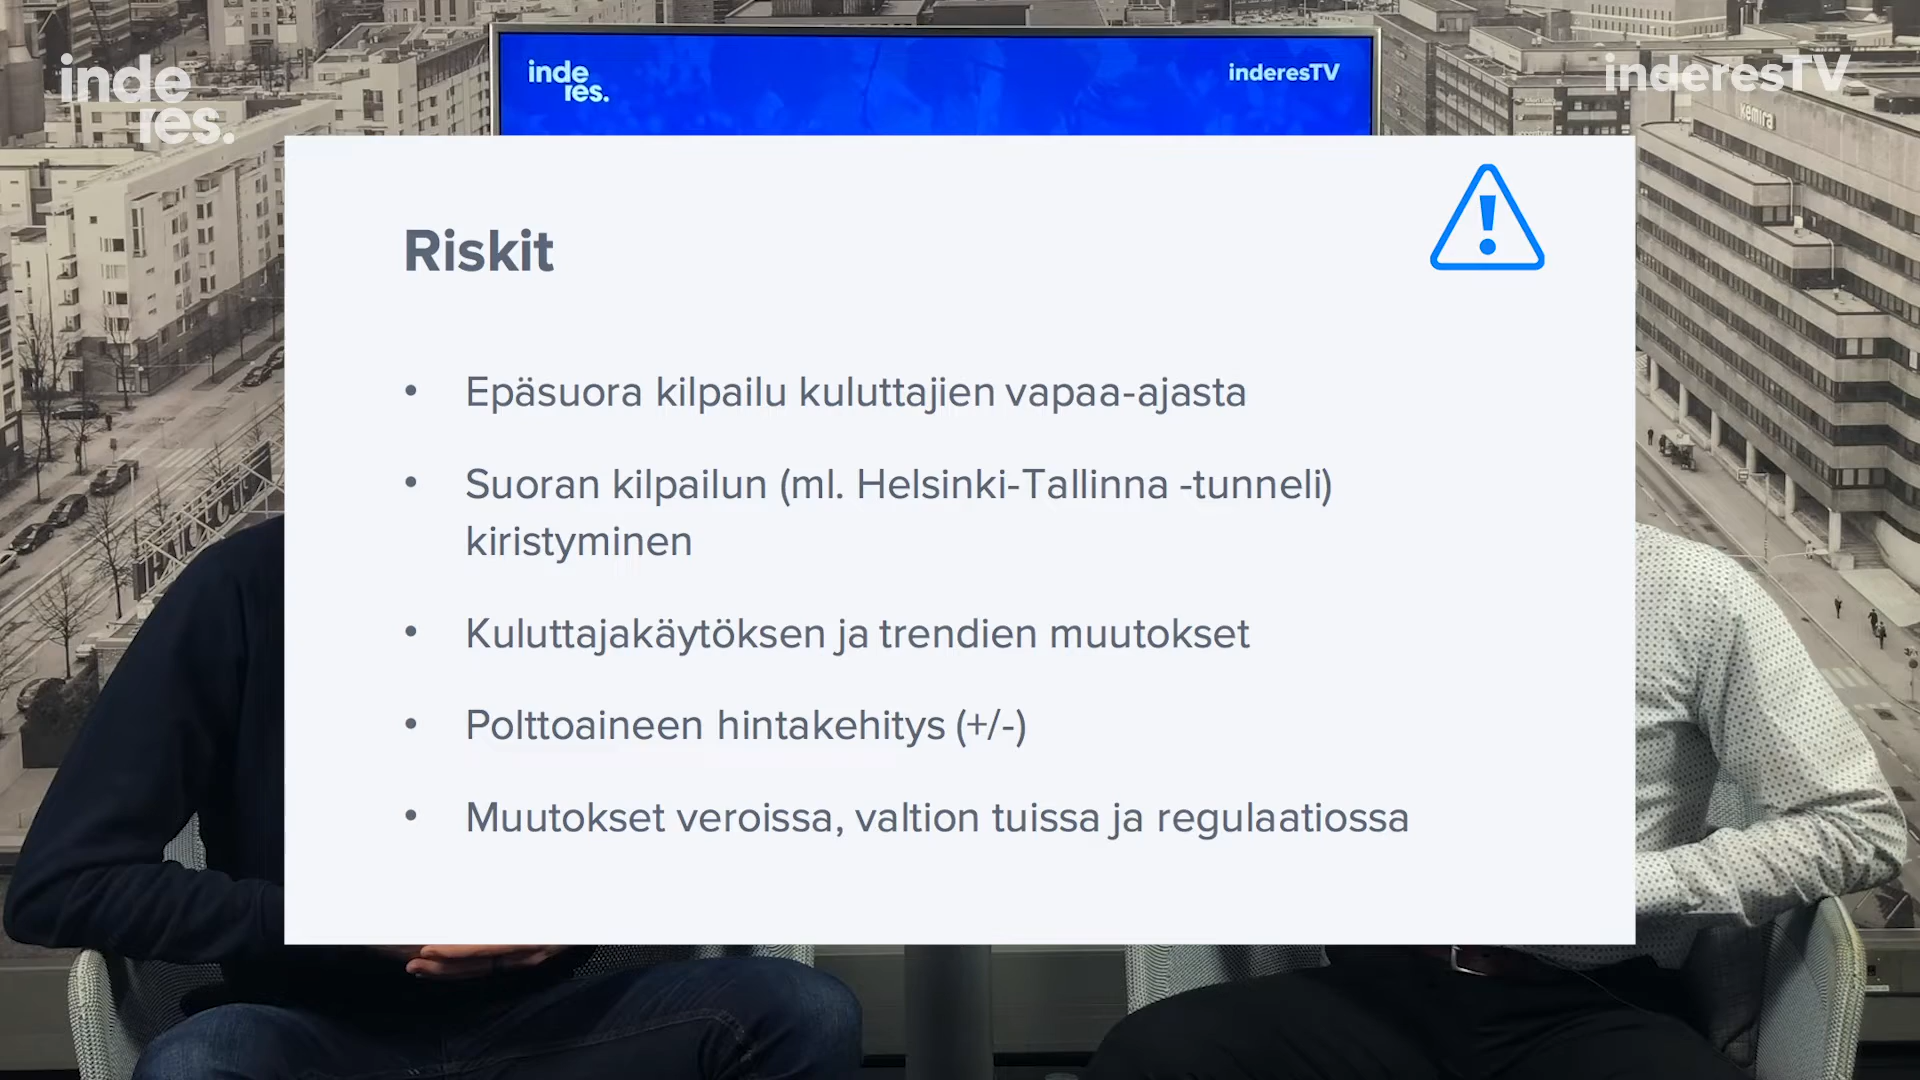 inde
res.
inde
res.
inderesTV
inderesTV
kemira
Riskit
• Epäsuora kilpailu kuluttajien vapaa-ajasta
• Suoran kilpailun (ml. Helsinki-Tallinna -tunneli)
kiristyminen
• Kuluttajakäytöksen ja trendien muutokset
• Polttoaineen hintakehitys (+/-)
• Muutokset veroissa, valtion tuissa ja regulaatiossa